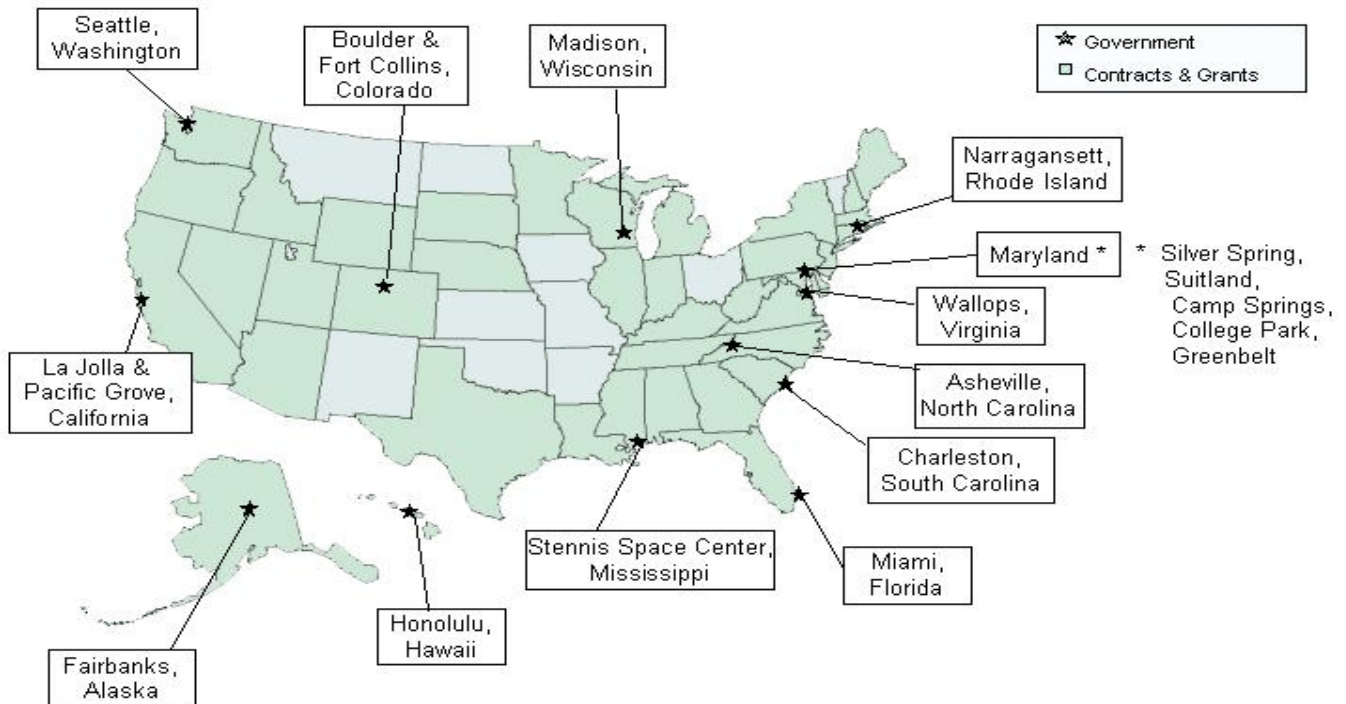 Seattle,
Washington
Boulder &
Fort Collins,
Colorado
Madison,
Wisconsin
★ Government
Contracts & Grants
Narragansett,
Rhode Island
Maryland *
* Silver Spring,
Suitland,
Camp Springs,
College Park,
Greenbelt
Wallops,
Virginia
La Jolla &
Pacific Grove,
California
Asheville,
North Carolina
Charleston,
South Carolina
Stennis Space Center,
Mississippi
Miami,
Florida
Honolulu,
Hawaii
Fairbanks,
Alaska